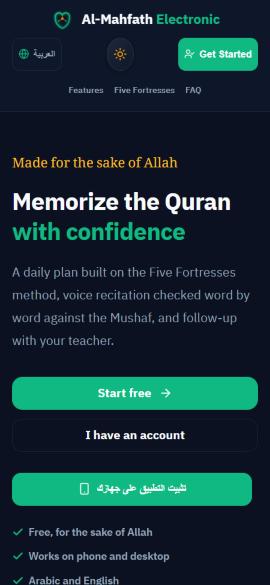 Al-Mahfath Electronic
العربية
Get Started
Features Five Fortresses FAQ
Made for the sake of Allah
Memorize the Quran
with confidence
A daily plan built on the Five Fortresses
method, voice recitation checked word by
word against the Mushaf, and follow-up
with your teacher.
Start free →
I have an account
تثبيت التطبيق على جهازك
Free, for the sake of Allah
Works on phone and desktop
Arabic and English